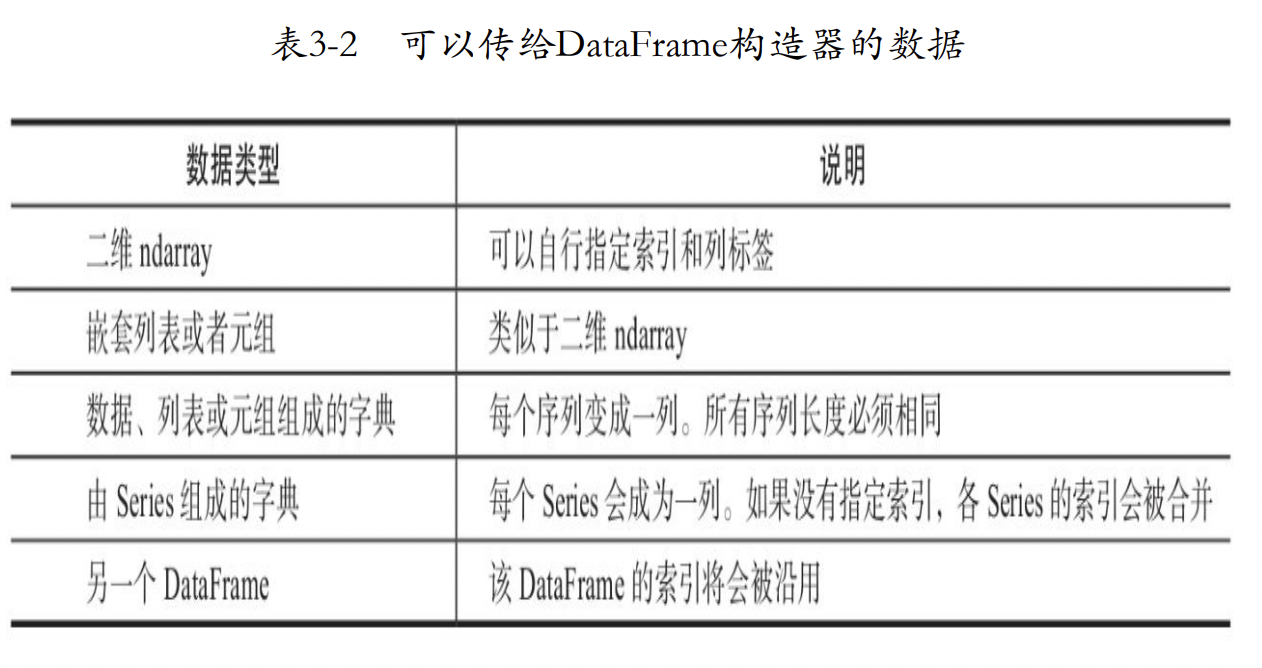 表3-2 可以传给DataFrame构造器的数据
数据类型 说明
二维 ndarray 可以自行指定索引和列标签
嵌套列表或者元组 类似于二维 ndarray
数据、列表或元组组成的字典 每个序列变成一列。所有序列长度必须相同
由 Series 组成的字典 每个 Series 会成为一列。如果没有指定索引，各 Series 的索引会被合并
另一个 DataFrame 该 DataFrame 的索引将会被沿用